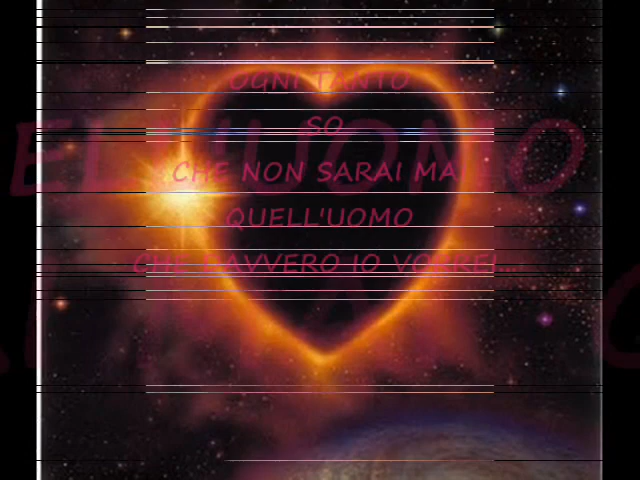 OGNI TANTO
SO
CHE NON SARAI MAI
QUELL'UOMO
CHE DAVVERO IO VORREI...